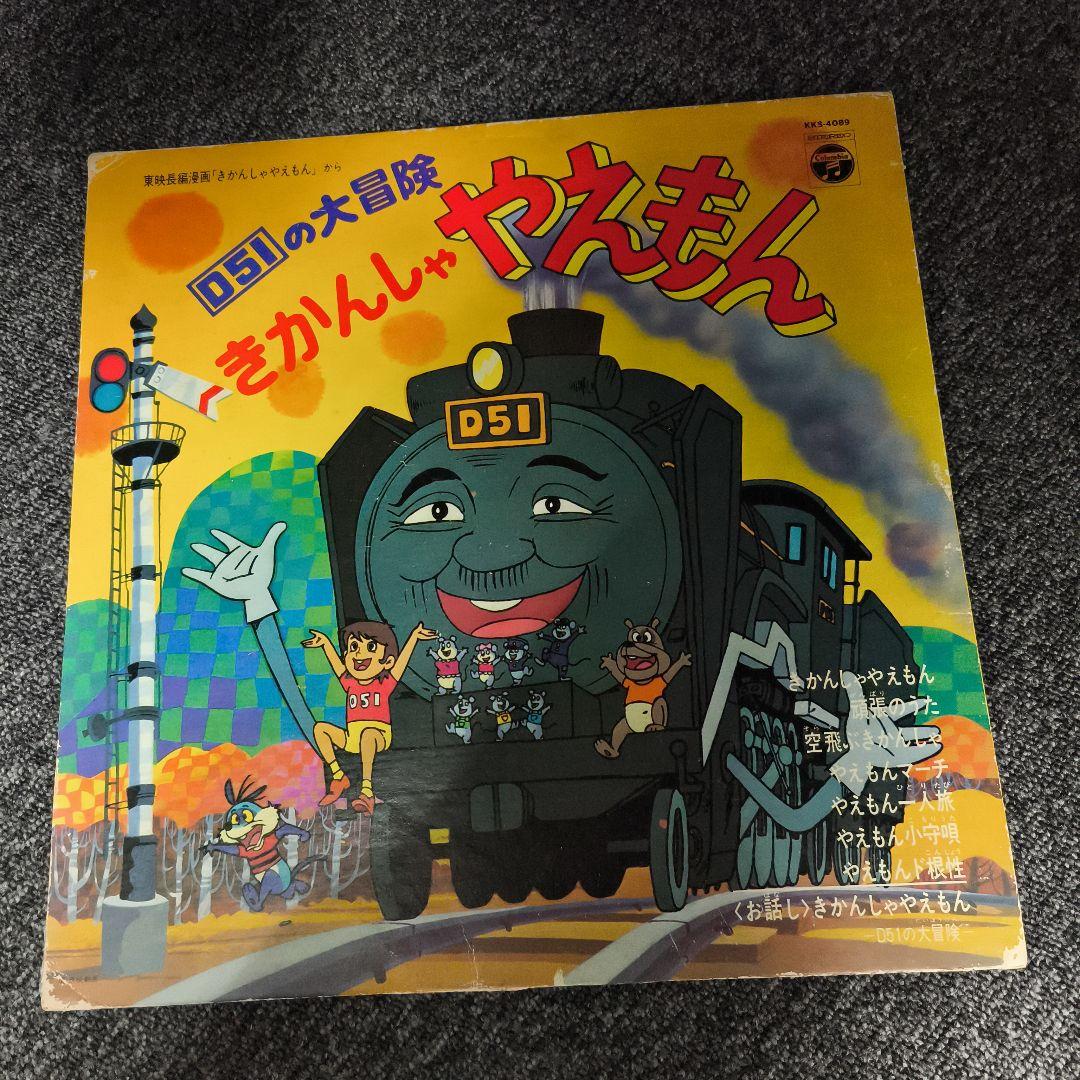 KKS-4089
STEREO
Columbia
東映長編漫画「きかんしゃやえもん」から
D51の大冒険
きかんしゃ やえもん
D51
D51
きかんしゃやえもん
頑張のうた
空飛ぶきかんしゃ
やえもんマーチ
やえもん一人旅
やえもん小守唄
やえもんド根性
〈お話し〉きかんしゃやえもん
—D51の大冒険—